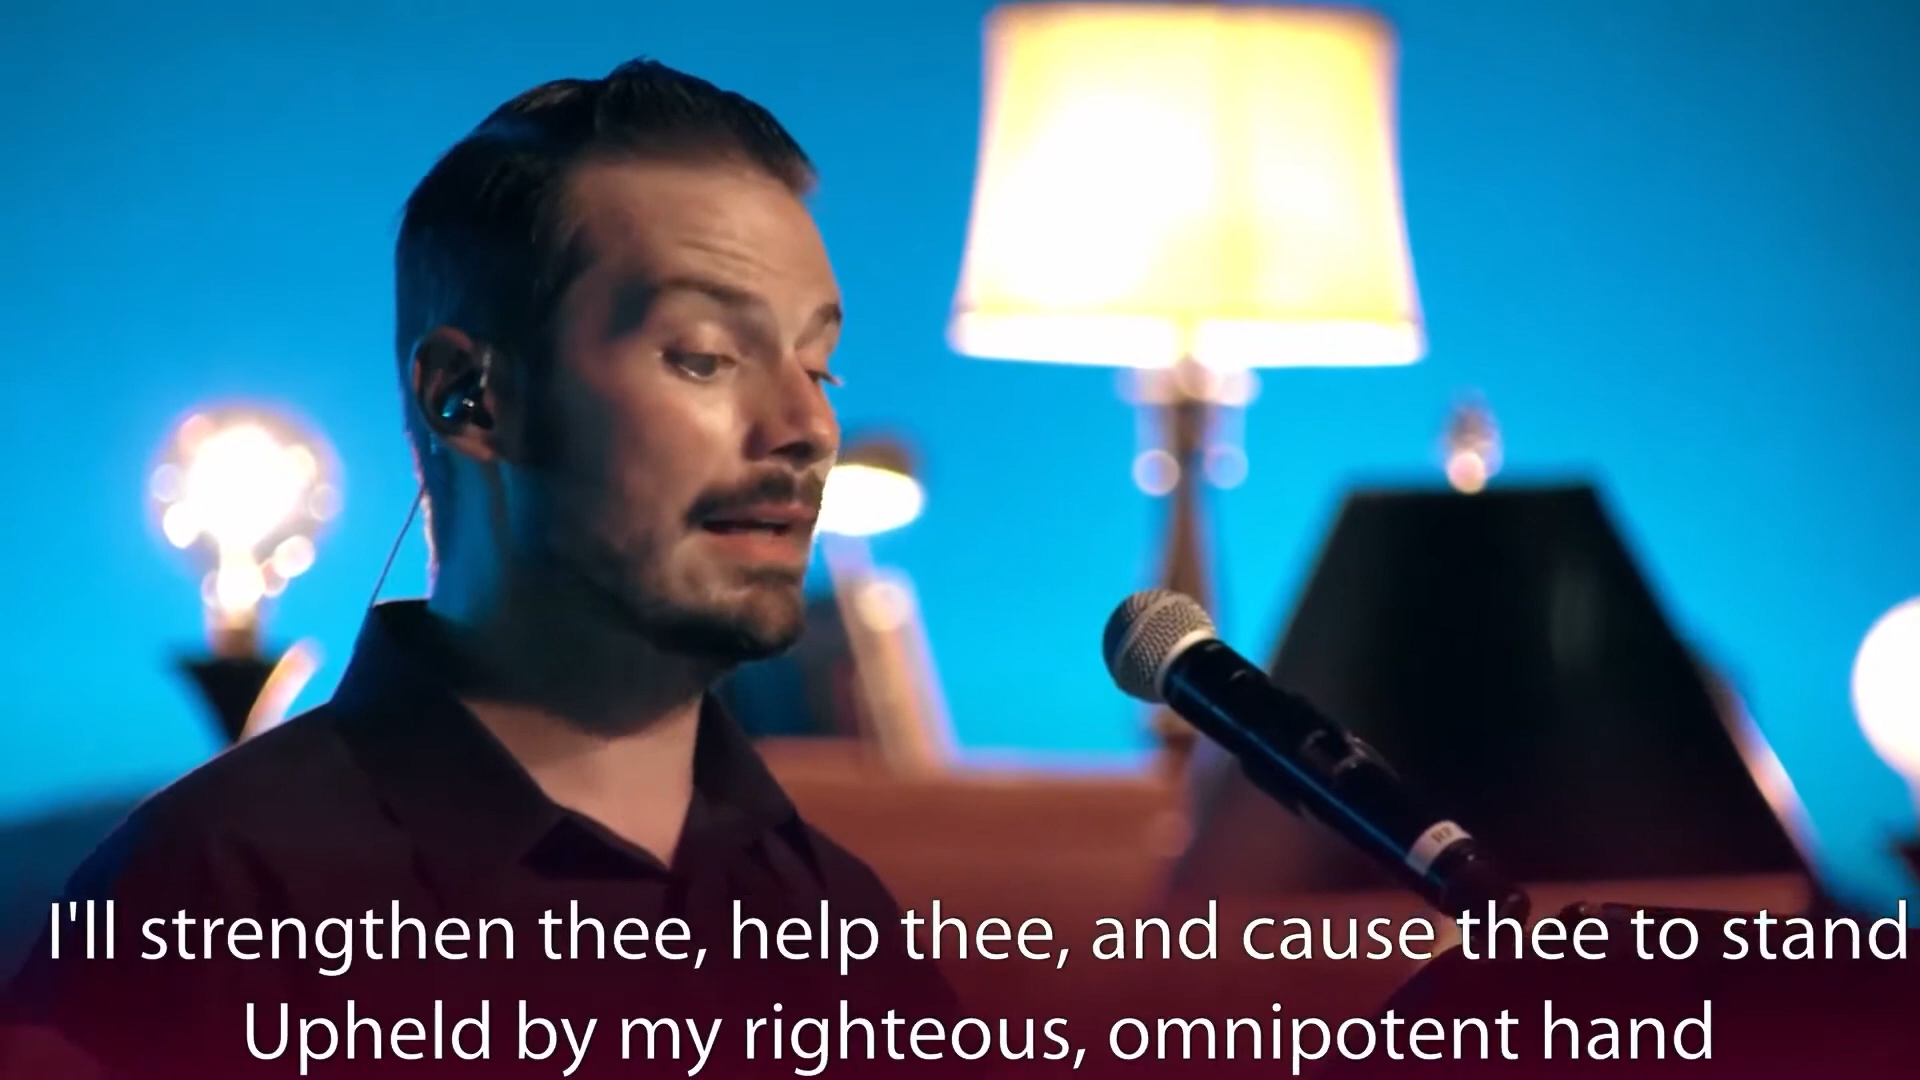 I'll strengthen thee, help thee, and cause thee to stand
Upheld by my righteous, omnipotent hand